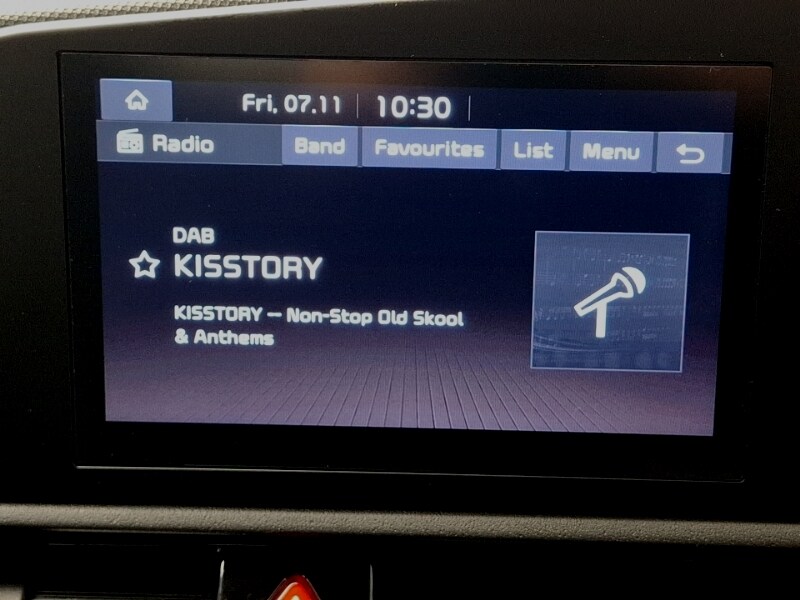 Fri. 07.11 10:30
Radio Band Favourites List Menu
DAB
KISSTORY
KISSTORY -- Non-Stop Old Skool
& Anthems